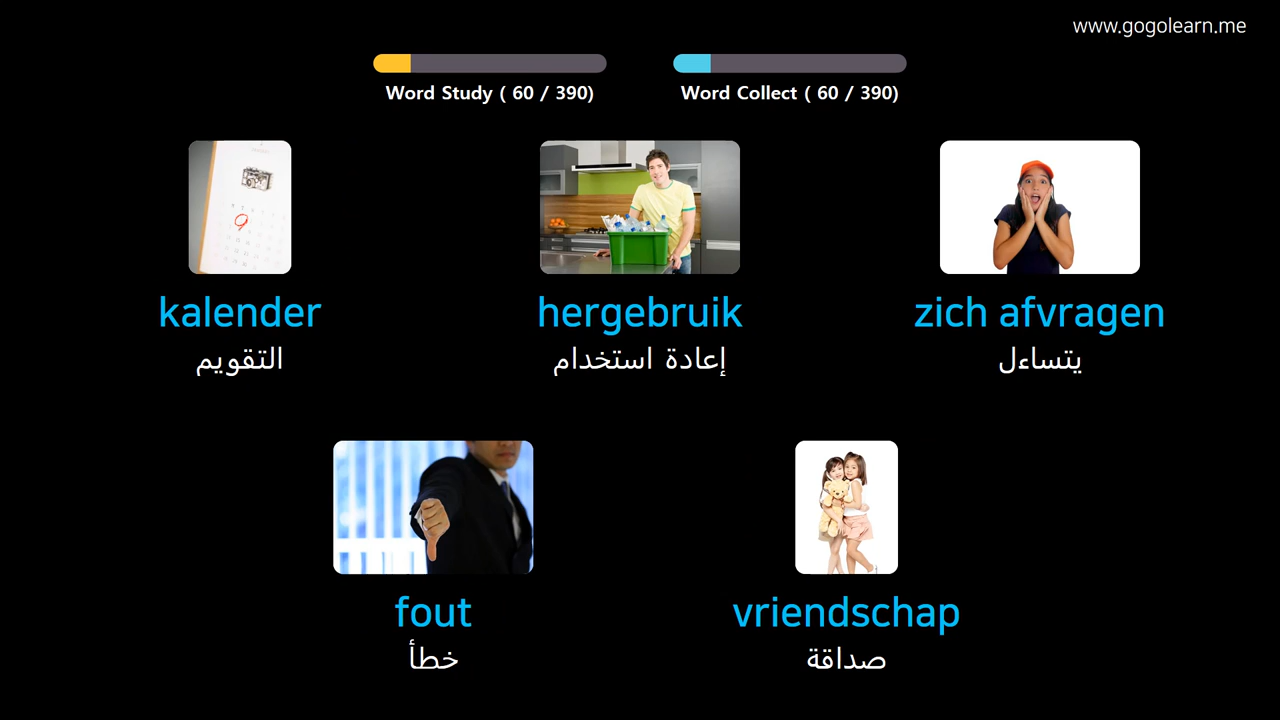 www.gogolearn.me
Word Study ( 60 / 390)
Word Collect ( 60 / 390)
kalender
التقويم
hergebruik
إعادة استخدام
zich afvragen
يتساءل
fout
خطأ
vriendschap
صداقة